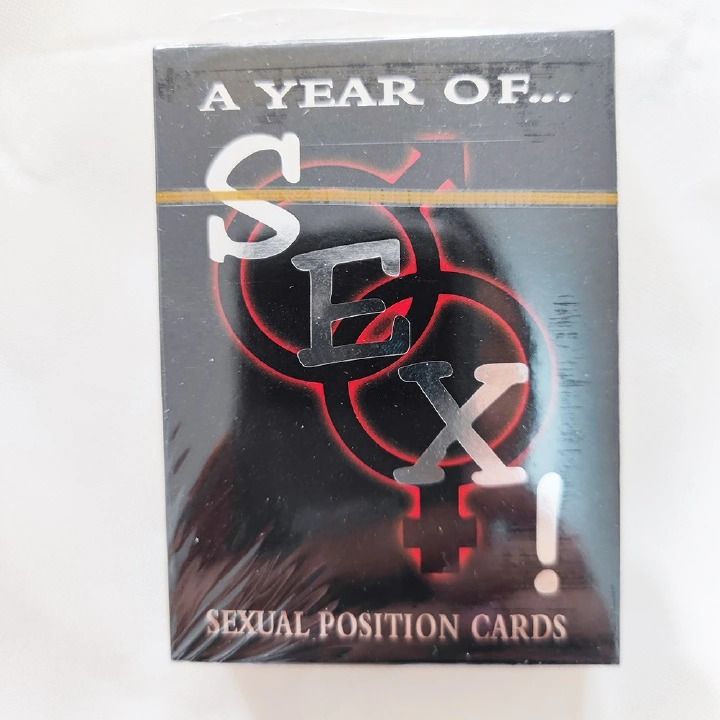 A YEAR OF...
SEX!
SEXUAL POSITION CARDS